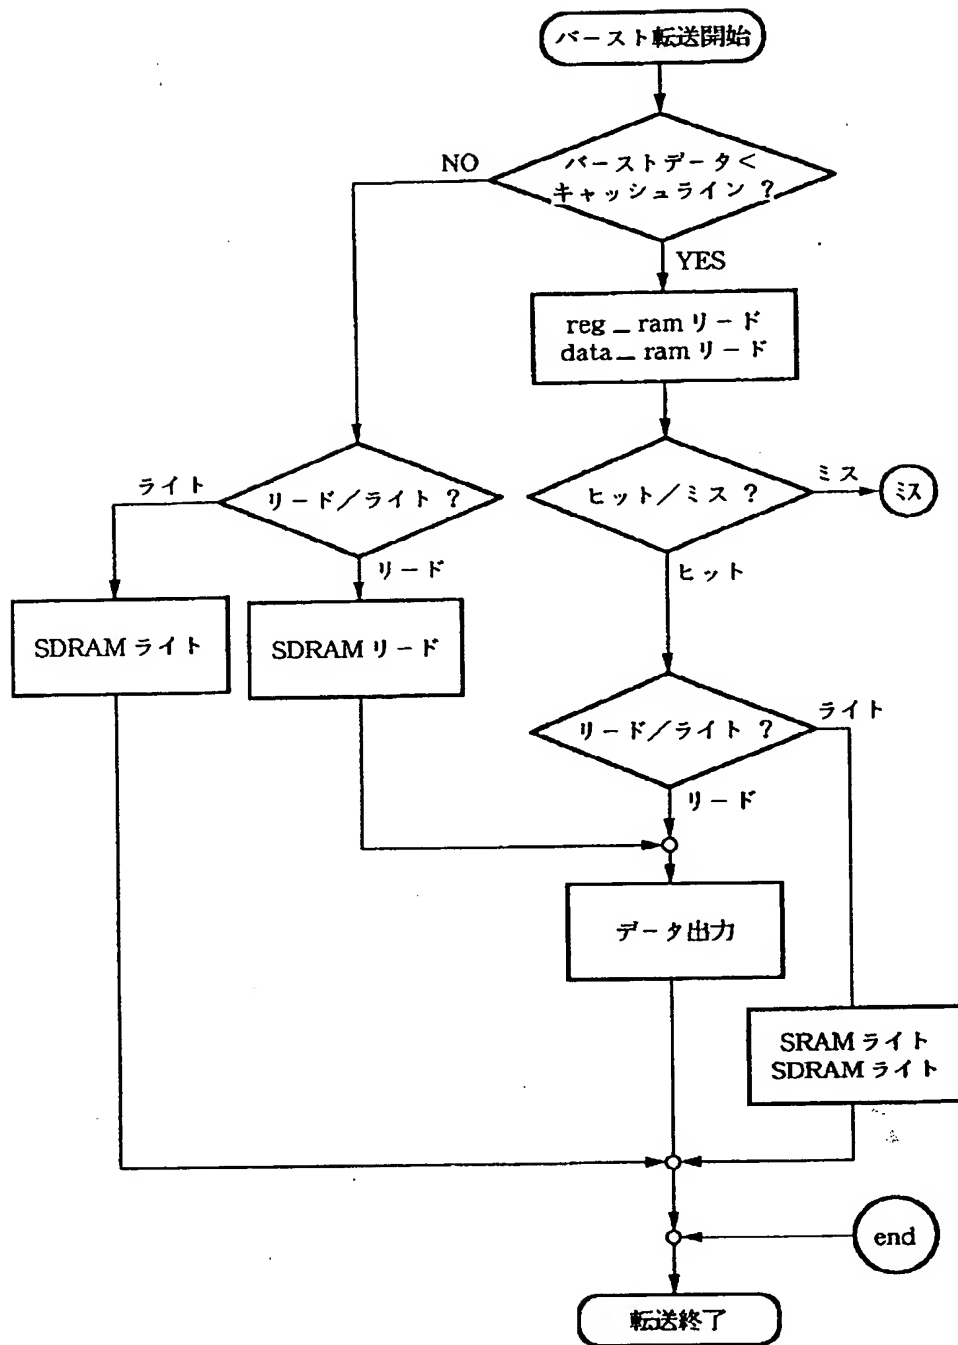 バースト転送開始
バーストデータ<
キャッシュライン ?
NO
YES
reg_ramリード
data_ramリード
ライト
リード/ライト ?
リード
ヒット/ミス ?
ミス
ミス
ヒット
SDRAMライト
SDRAMリード
リード/ライト ?
ライト
リード
データ出力
SRAMライト
SDRAMライト
end
転送終了